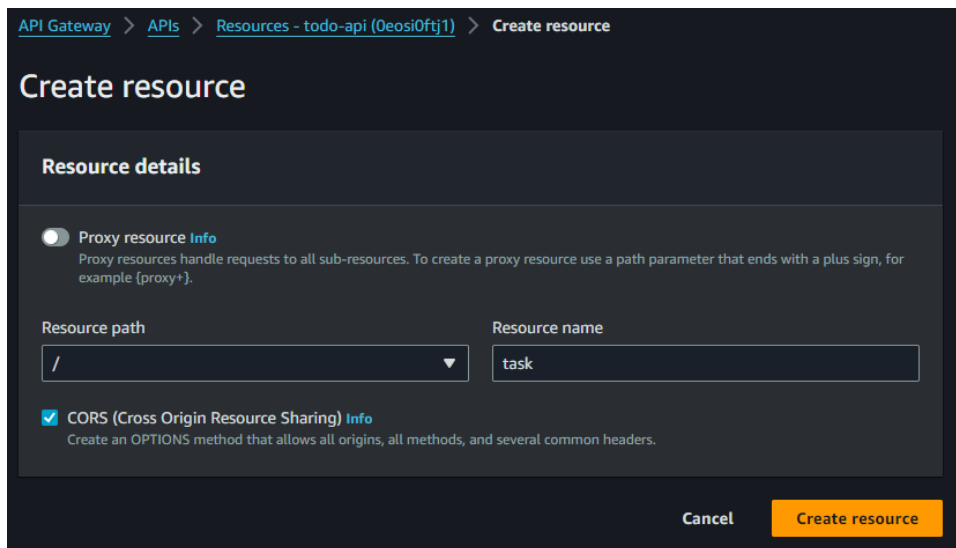 API Gateway > APIs > Resources - todo-api (0eosi0ftj1) > Create resource
Create resource
Resource details
Proxy resource Info
Proxy resources handle requests to all sub-resources. To create a proxy resource use a path parameter that ends with a plus sign, for
example {proxy+}.
Resource path
/
Resource name
task
CORS (Cross Origin Resource Sharing) Info
Create an OPTIONS method that allows all origins, all methods, and several common headers.
Cancel
Create resource